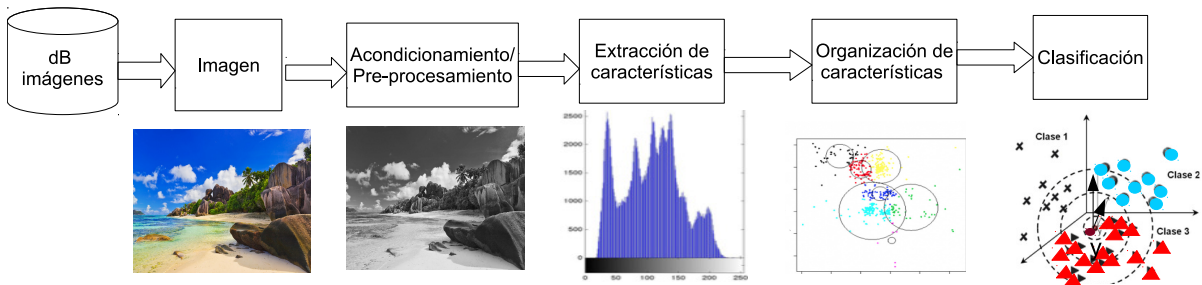 dB
imágenes
Imagen
Acondicionamiento/
Pre-procesamiento
Extracción de
características
Organización de
características
Clasificación
2500
2000
1500
1000
500
0
0
50
100
150
200
250
Clase 1
Clase 2
Clase 3